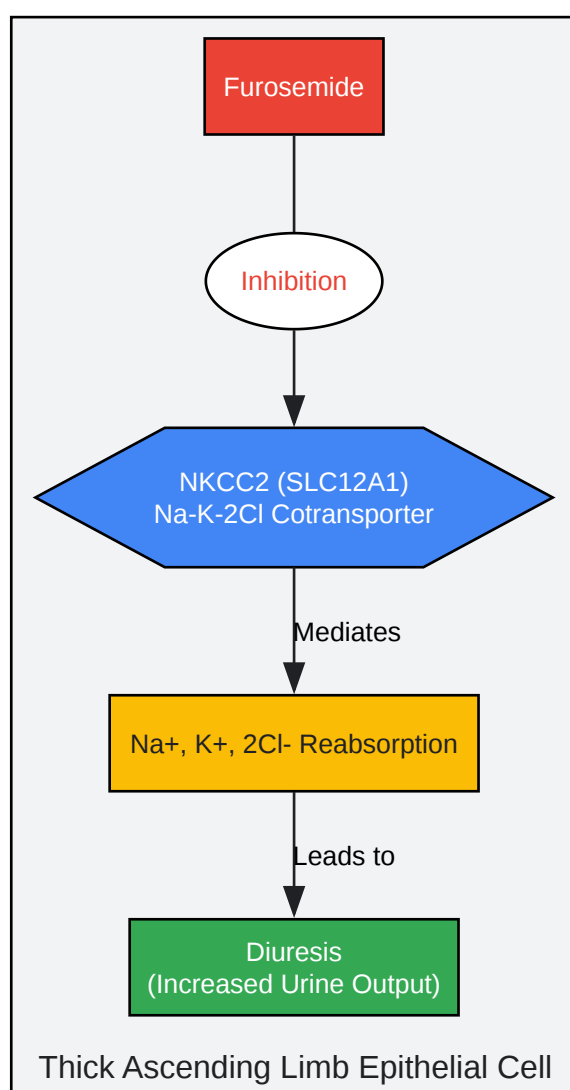 Furosemide
Inhibition
NKCC2 (SLC12A1)
Na-K-2Cl Cotransporter
Mediates
Na+, K+, 2Cl- Reabsorption
Leads to
Diuresis
(Increased Urine Output)
Thick Ascending Limb Epithelial Cell